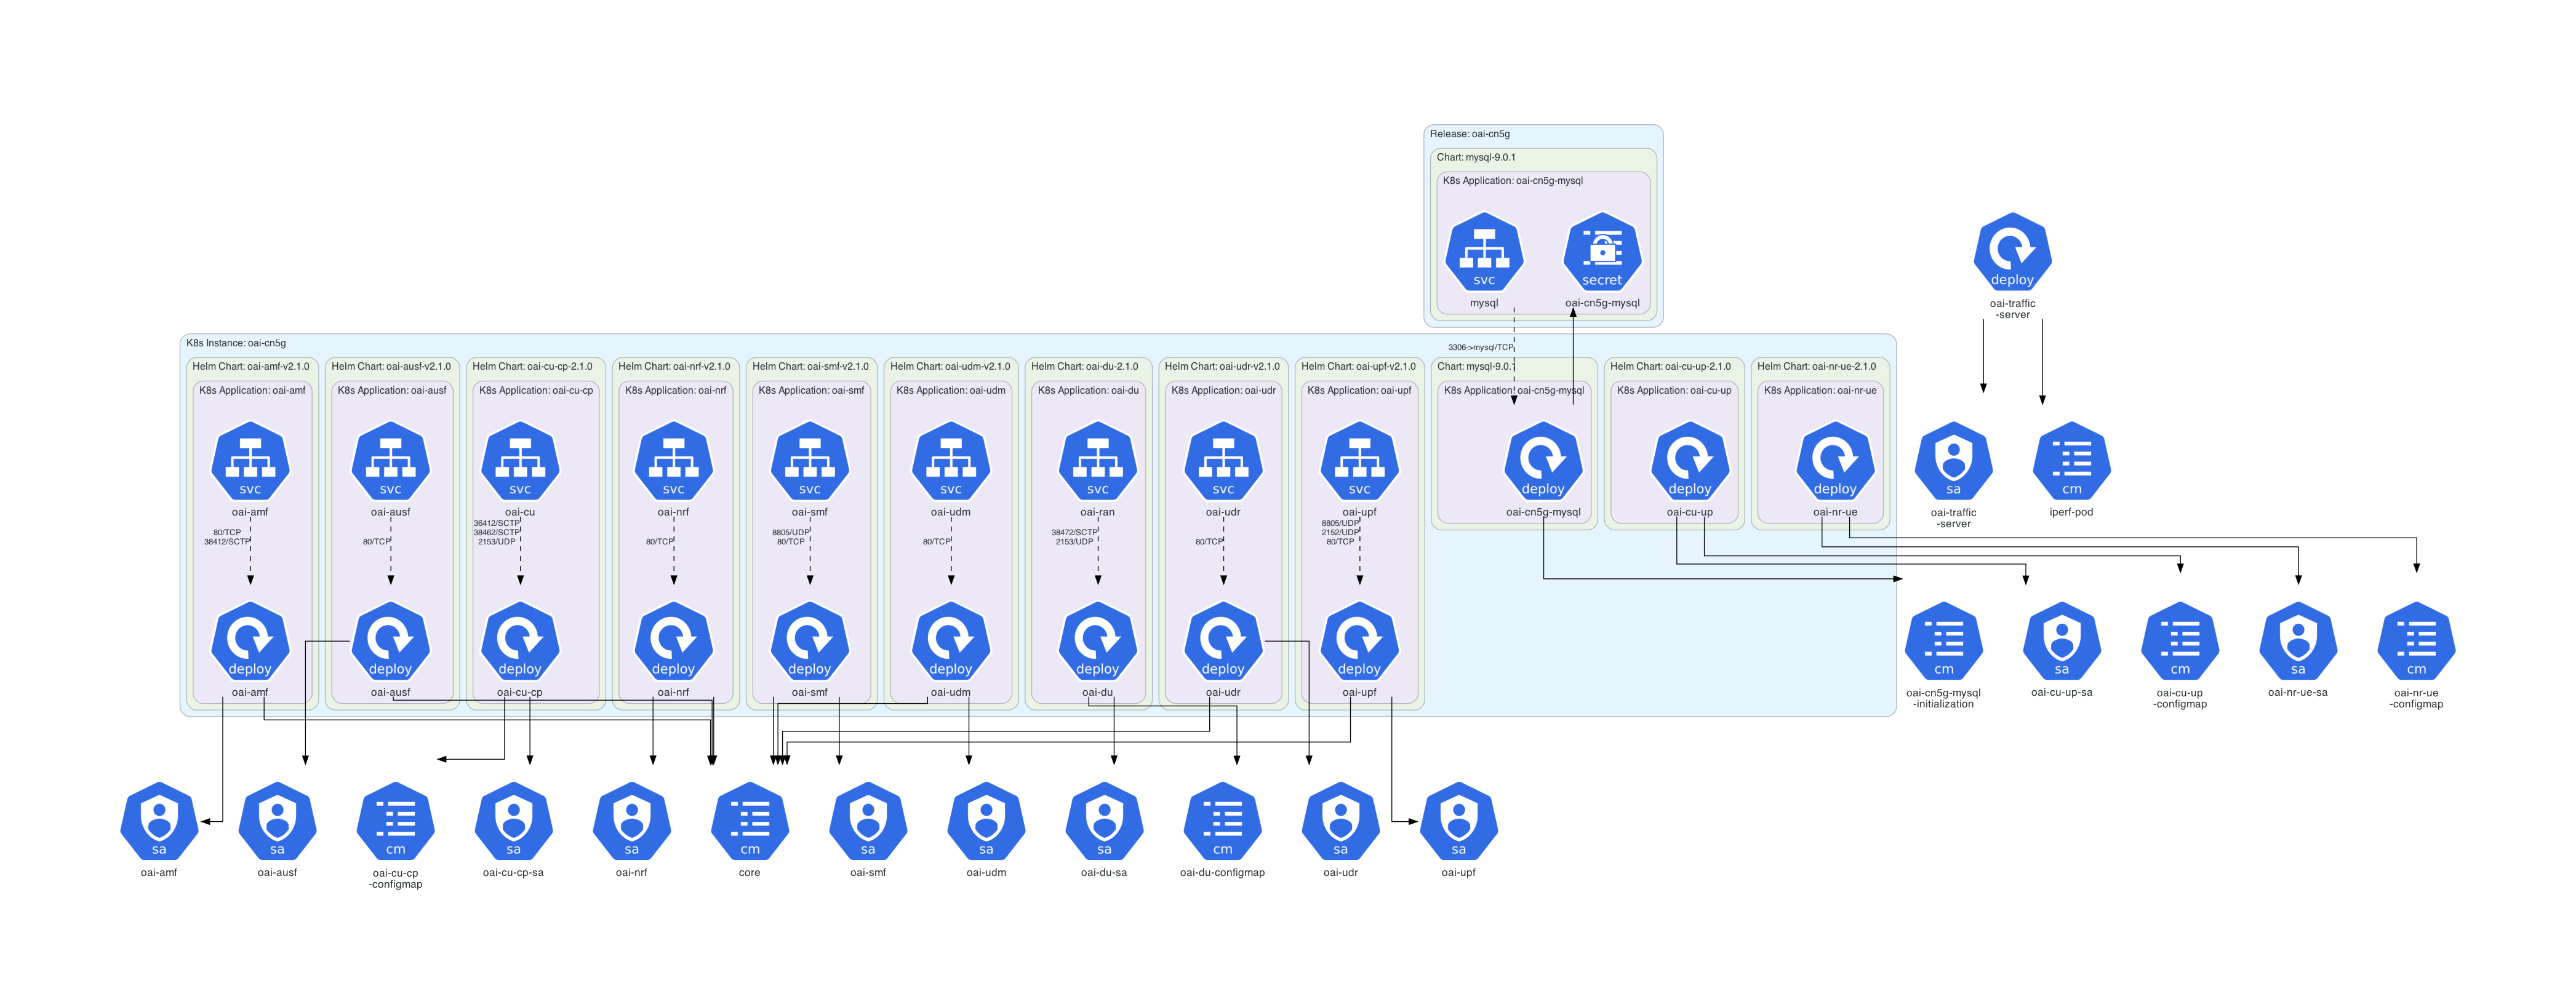 Release: oai-cn5g
Chart: mysql-9.0.1
K8s Application: oai-cn5g-mysql
svc
secret
deploy
mysql
oai-cn5g-mysql
oai-traffic
-server
K8s Instance: oai-cn5g
3306->mysql/TCP
Helm Chart: oai-amf-v2.1.0
Helm Chart: oai-ausf-v2.1.0
Helm Chart: oai-cu-cp-2.1.0
Helm Chart: oai-nrf-v2.1.0
Helm Chart: oai-smf-v2.1.0
Helm Chart: oai-udm-v2.1.0
Helm Chart: oai-du-2.1.0
Helm Chart: oai-udr-v2.1.0
Helm Chart: oai-upf-v2.1.0
Chart: mysql-9.0.1
Helm Chart: oai-cu-up-2.1.0
Helm Chart: oai-nr-ue-2.1.0
K8s Application: oai-amf
K8s Application: oai-ausf
K8s Application: oai-cu-cp
K8s Application: oai-nrf
K8s Application: oai-smf
K8s Application: oai-udm
K8s Application: oai-du
K8s Application: oai-udr
K8s Application: oai-upf
K8s Application: oai-cn5g-mysql
K8s Application: oai-cu-up
K8s Application: oai-nr-ue
svc
svc
svc
svc
svc
svc
svc
svc
svc
deploy
deploy
deploy
sa
cm
oai-amf
oai-ausf
oai-cu
oai-nrf
oai-smf
oai-udm
oai-ran
oai-udr
oai-upf
oai-cn5g-mysql
oai-cu-up
oai-nr-ue
oai-traffic
-server
iperf-pod
80/TCP
38412/SCTP
80/TCP
36412/SCTP
38462/SCTP
2153/UDP
80/TCP
8805/UDP
80/TCP
80/TCP
38472/SCTP
2153/UDP
80/TCP
8805/UDP
2152/UDP
80/TCP
deploy
deploy
deploy
deploy
deploy
deploy
deploy
deploy
deploy
cm
sa
cm
sa
cm
oai-amf
oai-ausf
oai-cu-cp
oai-nrf
oai-smf
oai-udm
oai-du
oai-udr
oai-upf
oai-cn5g-mysql
-initialization
oai-cu-up-sa
oai-cu-up
-configmap
oai-nr-ue-sa
oai-nr-ue
-configmap
sa
sa
cm
sa
sa
cm
sa
sa
sa
cm
sa
sa
oai-amf
oai-ausf
oai-cu-cp
-configmap
oai-cu-cp-sa
oai-nrf
core
oai-smf
oai-udm
oai-du-sa
oai-du-configmap
oai-udr
oai-upf